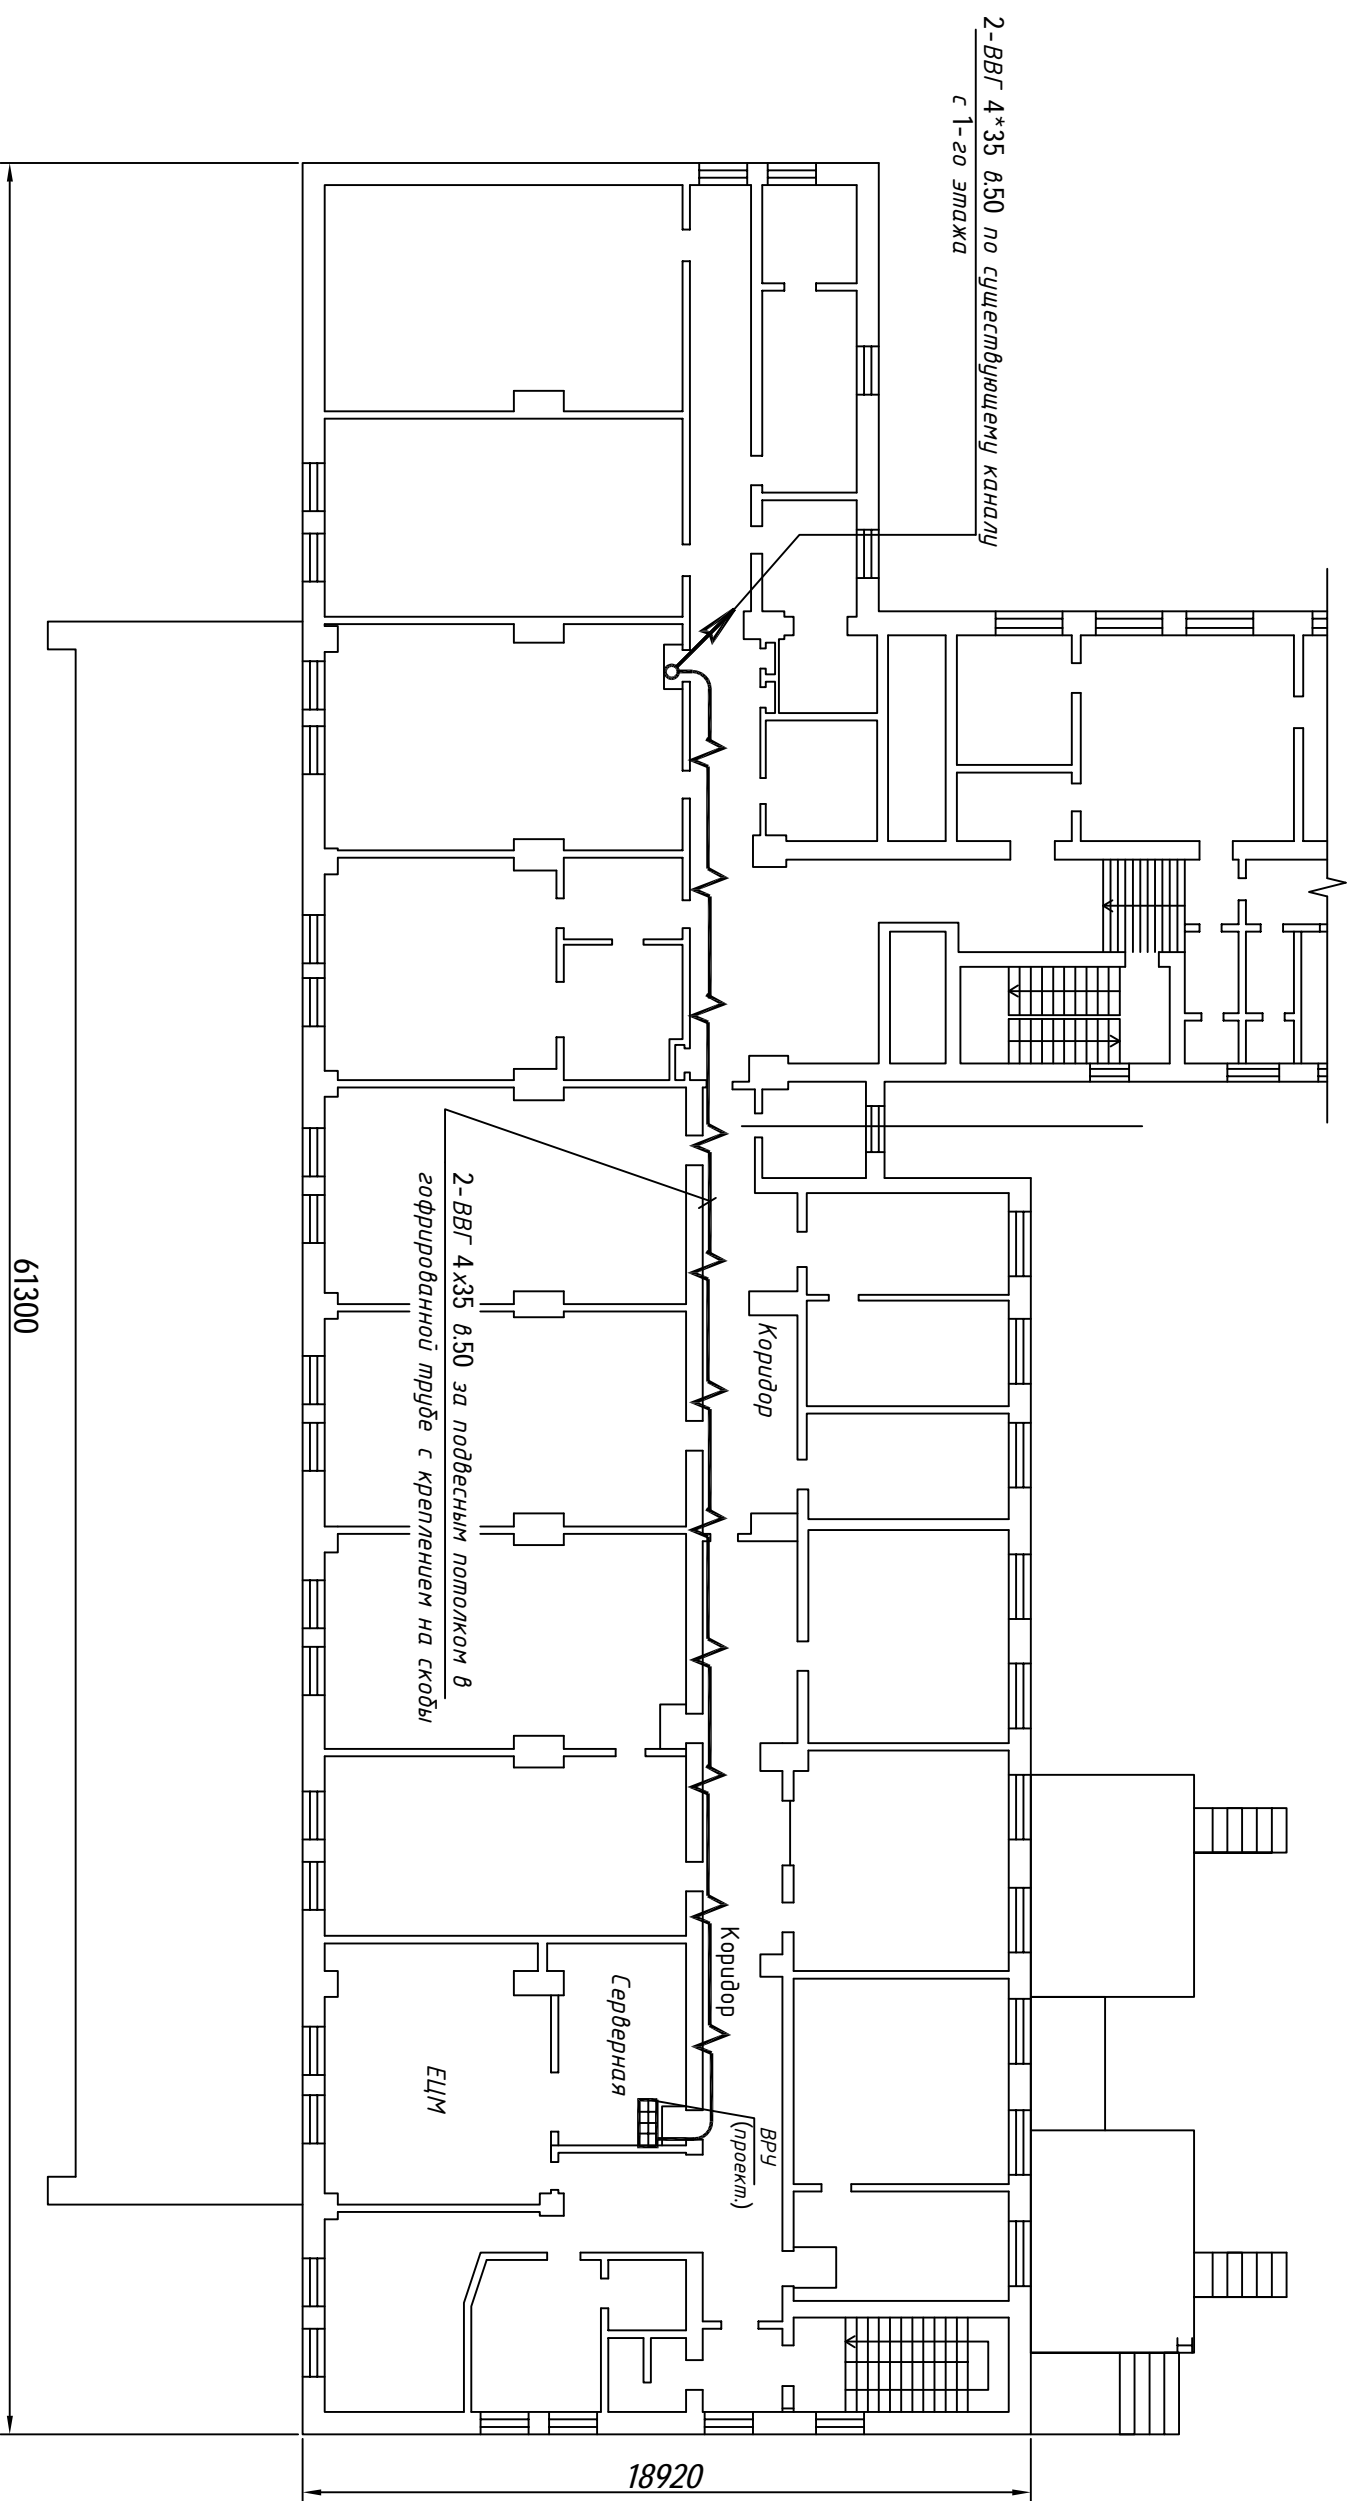 2-ВВГ 4*35 в.50 по существующему каналу
с 1-го этажа
Коридор
2-ВВГ 4х35 в.50 за подвесным потолком в
гофрированной трубе с креплением на скобы
Коридор
Серверная
ВРУ
(проект.)
ЕЦМ
61300
18920